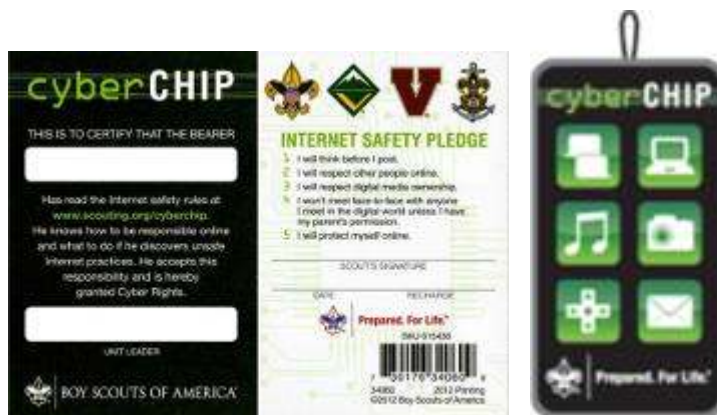 cyberCHIP
THIS IS TO CERTIFY THAT THE BEARER
Has read the Internet safety rules at
www.scouting.org/cyberchip.
He knows how to be responsible online
and what to do if he discovers unsafe
Internet practices. He accepts this
responsibility and is hereby
granted Cyber Rights.
UNIT LEADER
BOY SCOUTS OF AMERICA
V
INTERNET SAFETY PLEDGE
1 I will think before I post.
2 I will respect other people online.
3 I will respect digital media ownership.
4 I won't meet face-to-face with anyone
I meet in the digital world unless I have
my parent's permission.
5 I will protect myself online.
SCOUT'S SIGNATURE
DATE RECHARGE
Prepared. For Life.™
34060 2012 Printing
©2012 Boy Scouts of America
cyberCHIP
Prepared. For Life.™